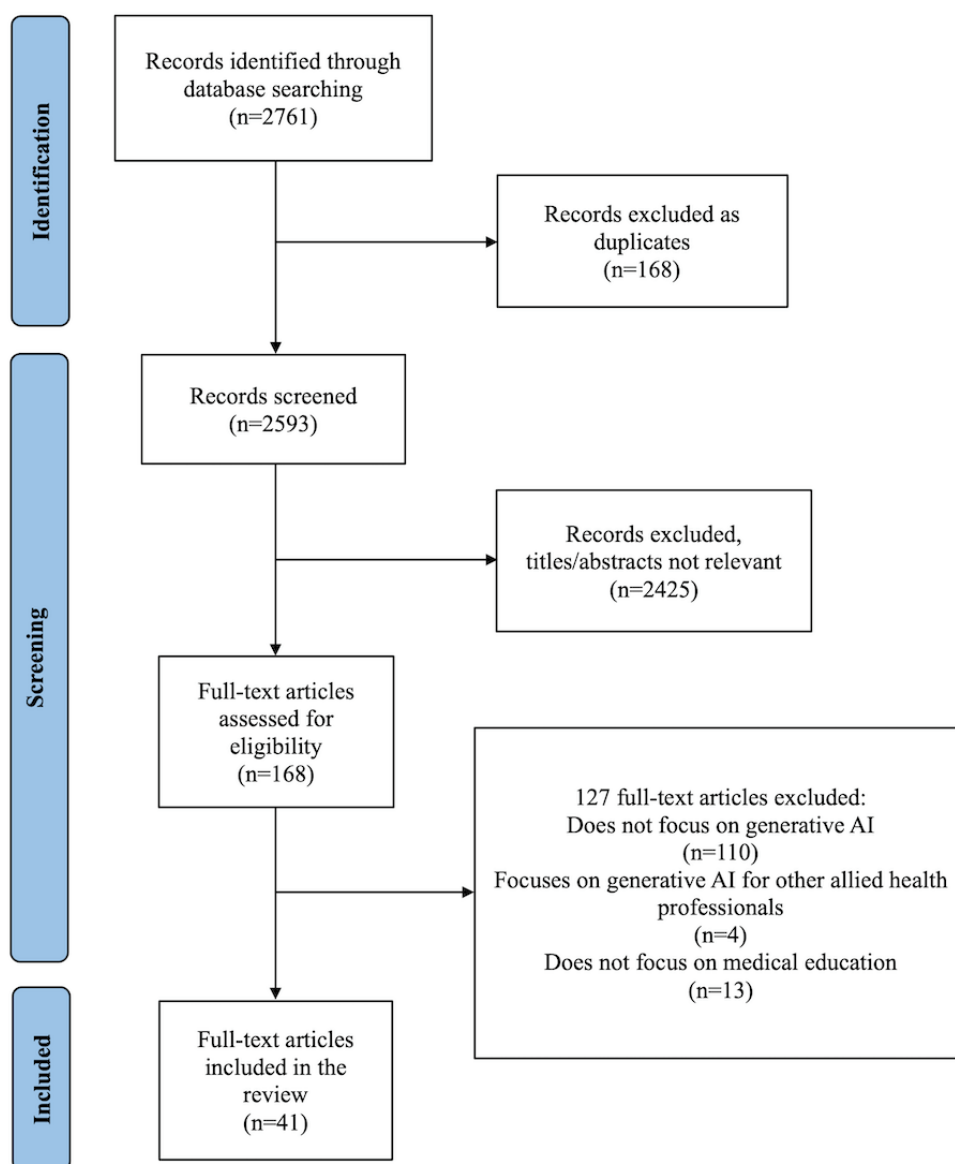 Identification
Records identified through
database searching
(n=2761)
Records excluded as
duplicates
(n=168)
Screening
Records screened
(n=2593)
Records excluded,
titles/abstracts not relevant
(n=2425)
Full-text articles
assessed for
eligibility
(n=168)
127 full-text articles excluded:
Does not focus on generative AI
(n=110)
Focuses on generative AI for other allied health
professionals
(n=4)
Does not focus on medical education
(n=13)
Included
Full-text articles
included in the
review
(n=41)